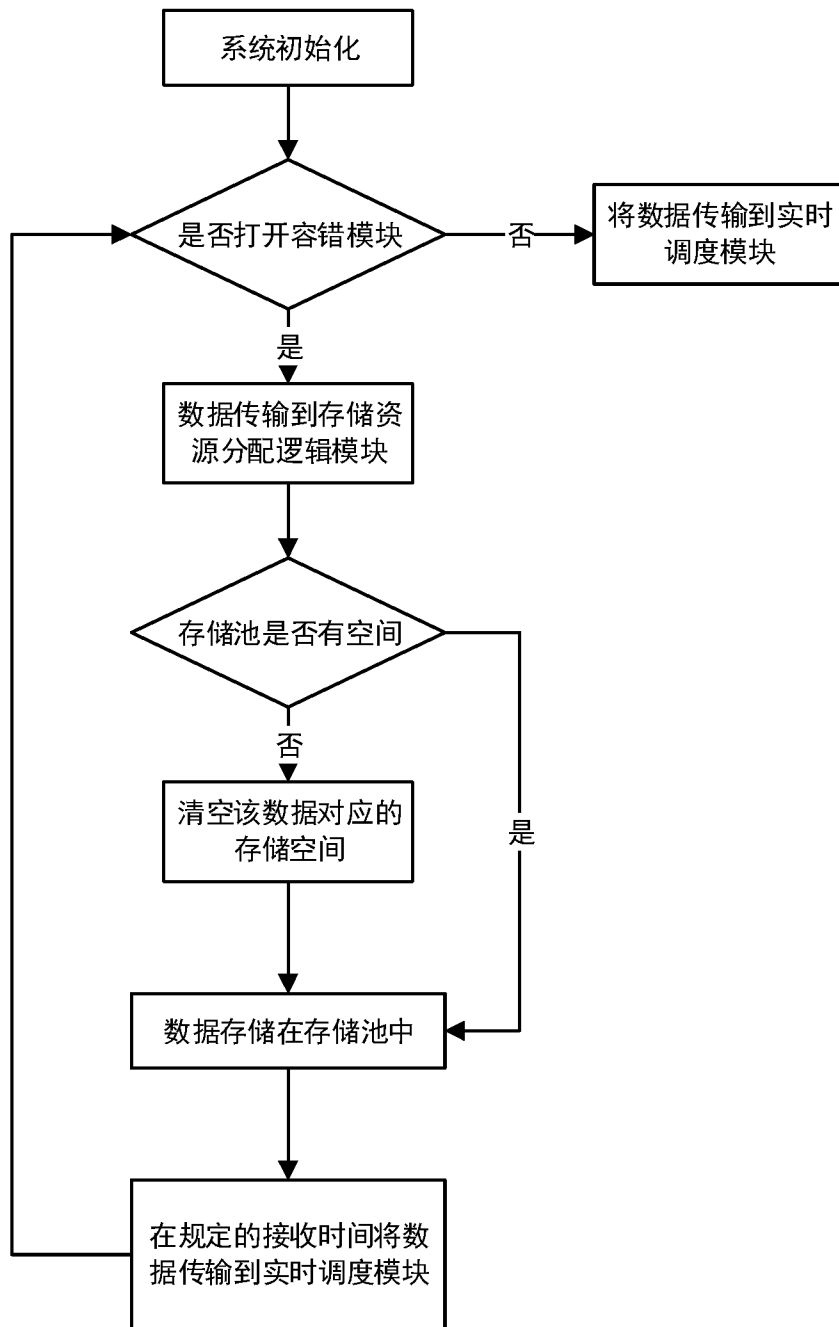 系统初始化
是否打开容错模块
否
将数据传输到实时
调度模块
是
数据传输到存储资
源分配逻辑模块
存储池是否有空间
否
清空该数据对应的
存储空间
是
数据存储在存储池中
在规定的接收时间将数
据传输到实时调度模块